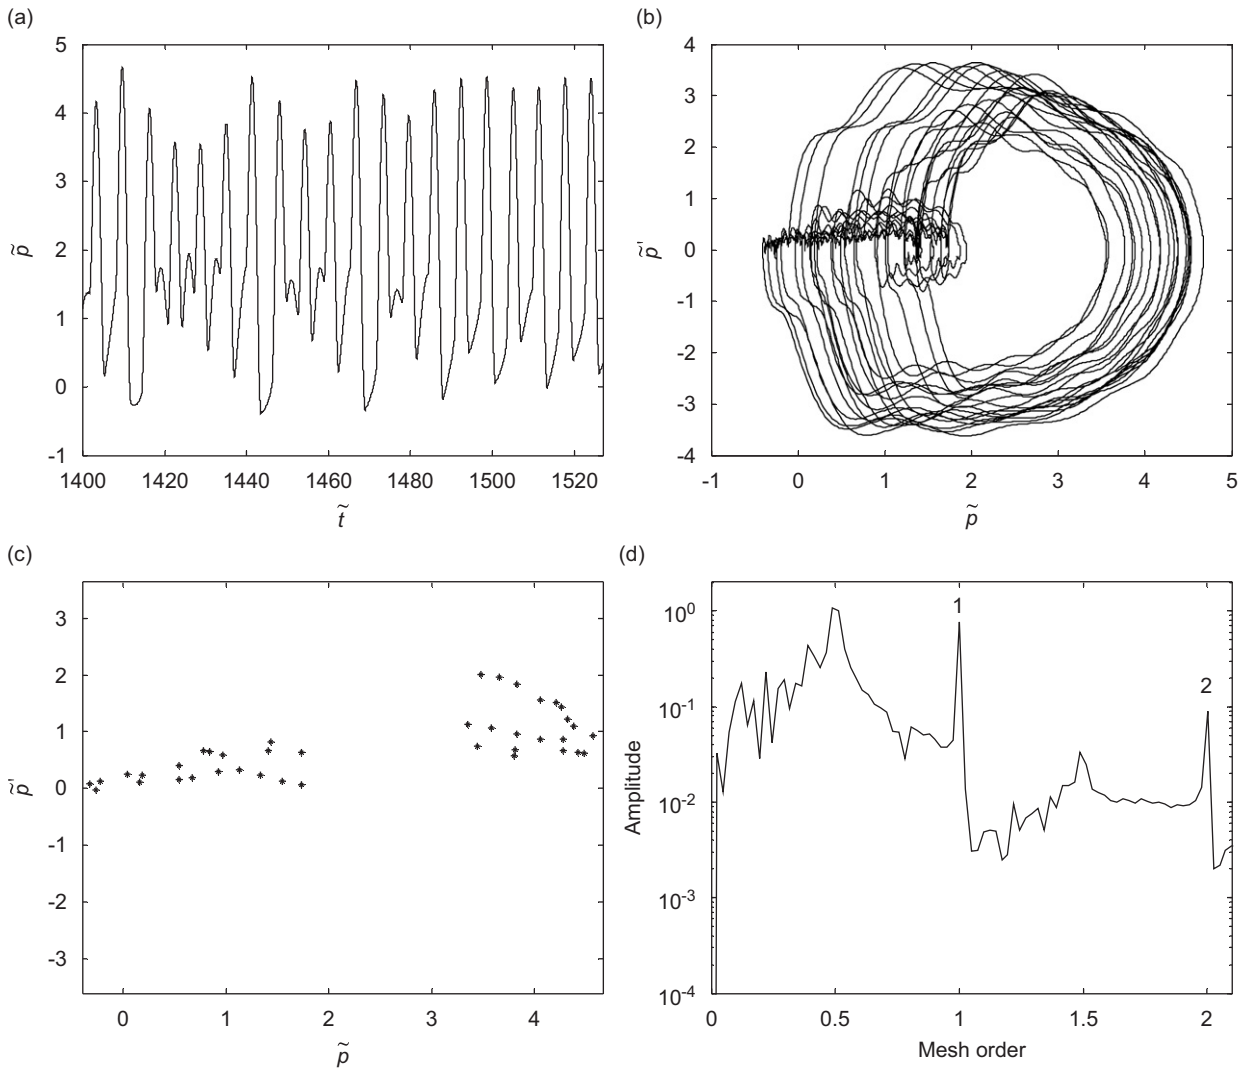 (a)
5
4
3
2
1
0
-1
p̃
1400 1420 1440 1460 1480 1500 1520
t̃
(b)
4
3
2
1
0
-1
-2
-3
-4
p̃'
-1 0 1 2 3 4 5
p̃
(c)
3
2
1
0
-1
-2
-3
p̃'
0 1 2 3 4
p̃
(d)
10⁰
10⁻¹
10⁻²
10⁻³
10⁻⁴
Amplitude
1
2
0 0.5 1 1.5 2
Mesh order